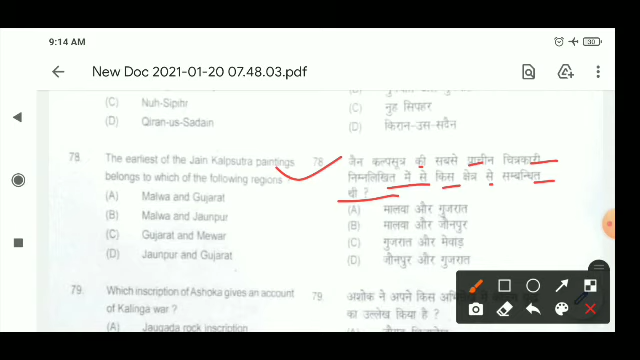 9:14 AM
30
New Doc 2021-01-20 07.48.03.pdf
(C) Nuh-Sipihr
(D) Qiran-us-Sadain
(C) नुह सिपहर
(D) किरान-उस-सदैन
78. The earliest of the Jain Kalpsutra paintings
belongs to which of the following regions
(A) Malwa and Gujarat
(B) Malwa and Jaunpur
(C) Gujarat and Mewar
(D) Jaunpur and Gujarat
78 जैन कल्पसूत्र की सबसे प्राचीन चित्रकारी
निम्नलिखित में से किस क्षेत्र से सम्बन्धित
थी ?
(A) मालवा और गुजरात
(B) मालवा और जौनपुर
(C) गुजरात और मेवाड़
(D) जौनपुर और गुजरात
79. Which inscription of Ashoka gives an account
of Kalinga war ?
(A) Jaugada rock inscription
79. अशोक ने अपने किस
का उल्लेख किया है ?
(A)